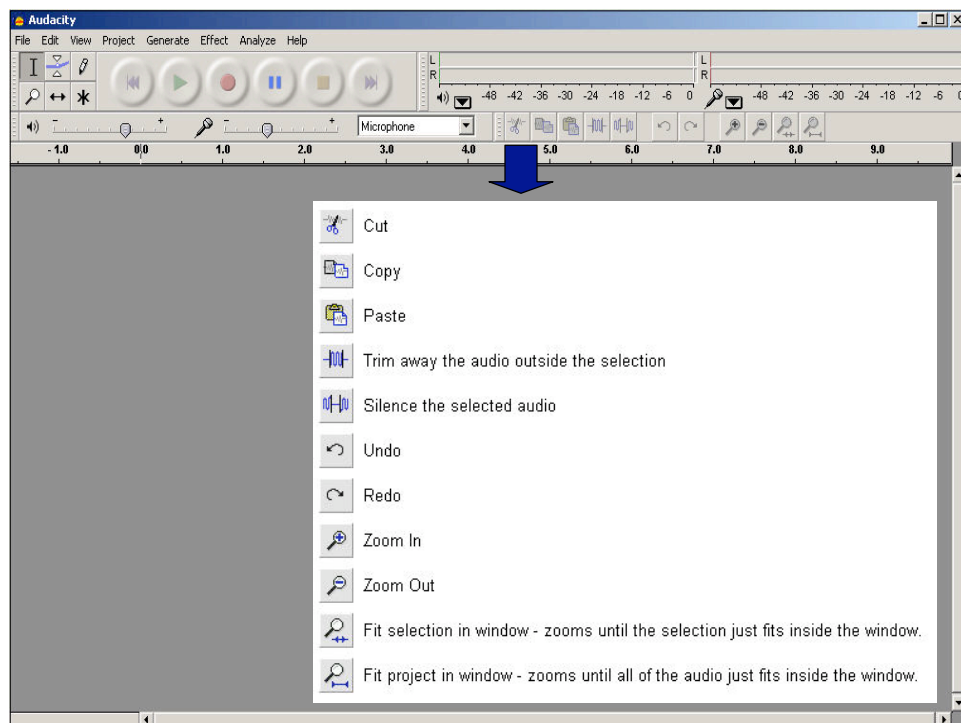 Audacity
File Edit View Project Generate Effect Analyze Help
L
R
-48 -42 -36 -30 -24 -18 -12 -6 0
L
R
-48 -42 -36 -30 -24 -18 -12 -6 0
- + - + Microphone
-1.0 0.0 1.0 2.0 3.0 4.0 5.0 6.0 7.0 8.0 9.0
Cut
Copy
Paste
Trim away the audio outside the selection
Silence the selected audio
Undo
Redo
Zoom In
Zoom Out
Fit selection in window - zooms until the selection just fits inside the window.
Fit project in window - zooms until all of the audio just fits inside the window.